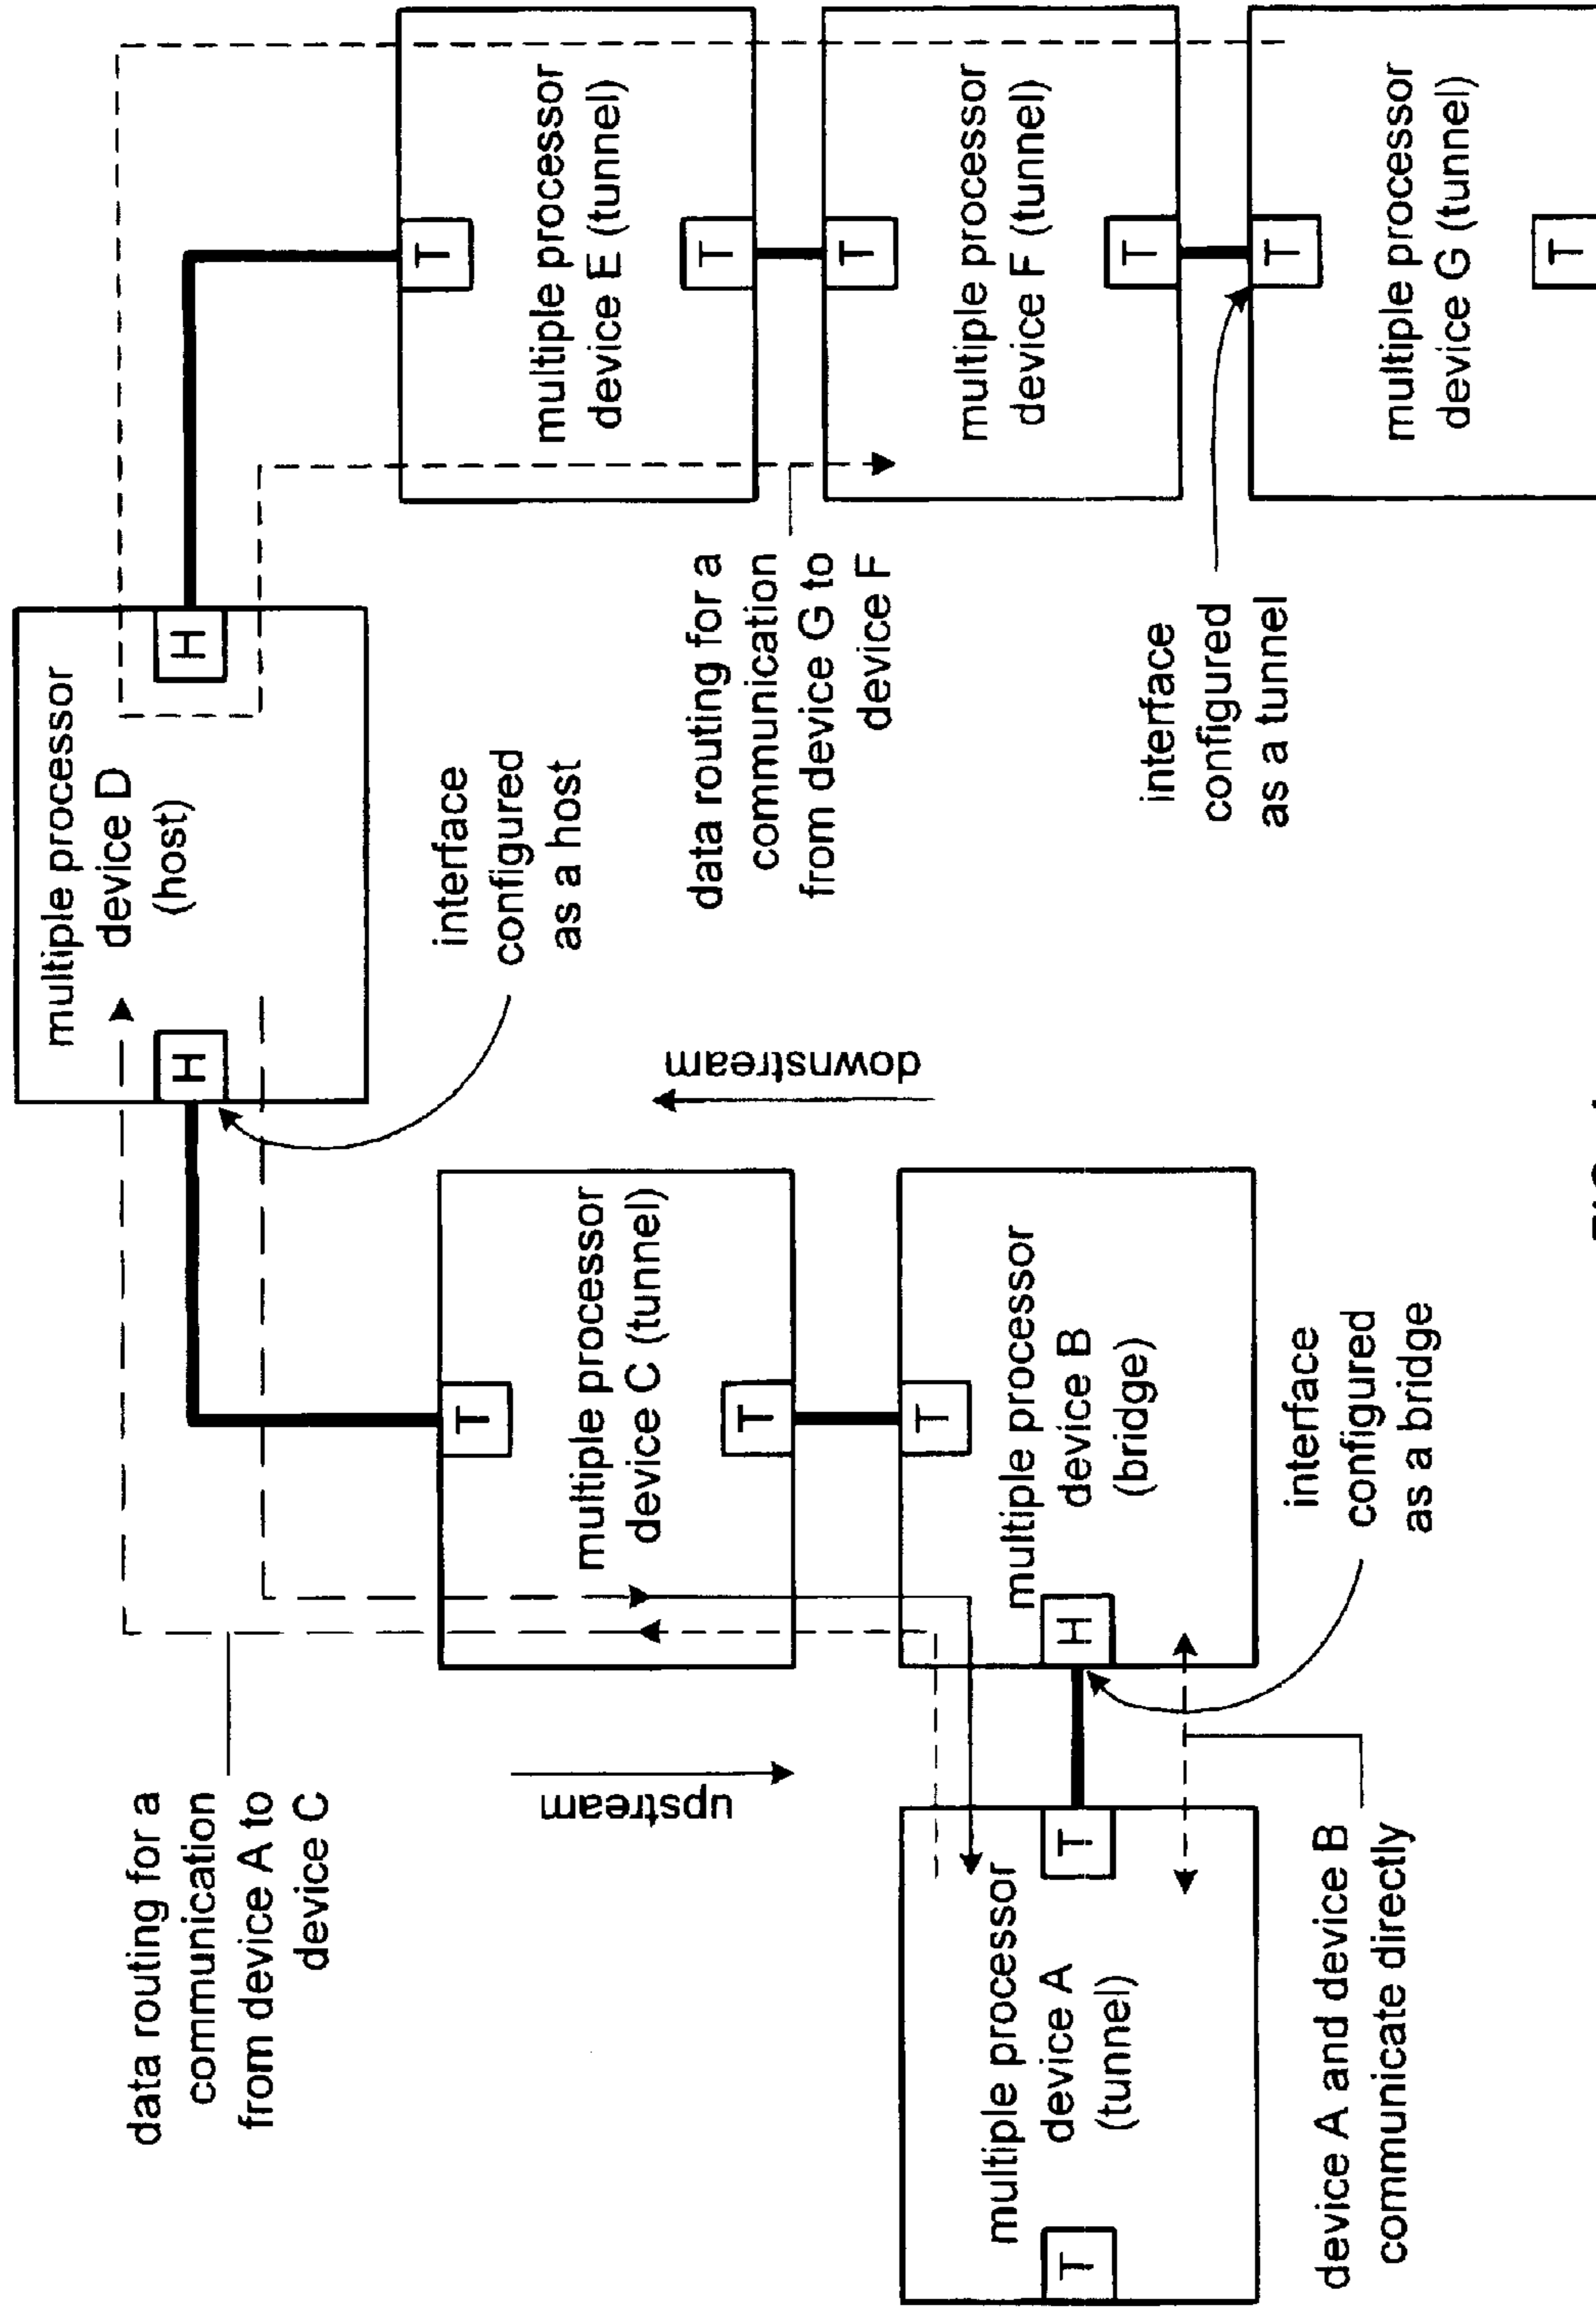 multiple processor
device D
(host)
H
H
interface
configured
as a host
data routing for a
communication
from device A to
device C
T
multiple processor
device C (tunnel)
T
upstream
downstream
T
multiple processor
device B
(bridge)
H
interface
configured
as a bridge
T
multiple processor
device A
(tunnel)
T
device A and device B
communicate directly
T
multiple processor
device E (tunnel)
T
data routing for a
communication
from device G to
device F
T
multiple processor
device F (tunnel)
T
interface
configured
as a tunnel
T
multiple processor
device G (tunnel)
T